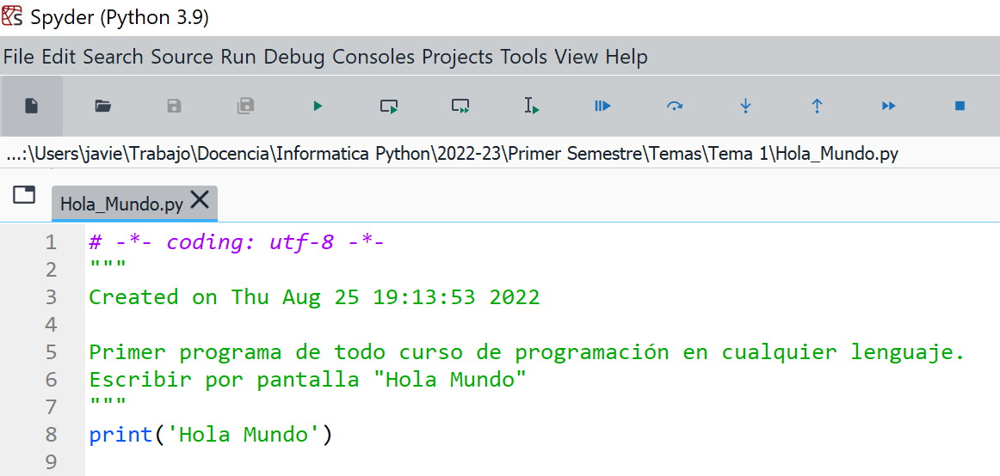 Spyder (Python 3.9)
File Edit Search Source Run Debug Consoles Projects Tools View Help
...:\Users\javie\Trabajo\Docencia\Informatica Python\2022-23\Primer Semestre\Temas\Tema 1\Hola_Mundo.py
Hola_Mundo.py
1 # -*- coding: utf-8 -*-
2 """
3 Created on Thu Aug 25 19:13:53 2022
4
5 Primer programa de todo curso de programación en cualquier lenguaje.
6 Escribir por pantalla "Hola Mundo"
7 """
8 print('Hola Mundo')
9